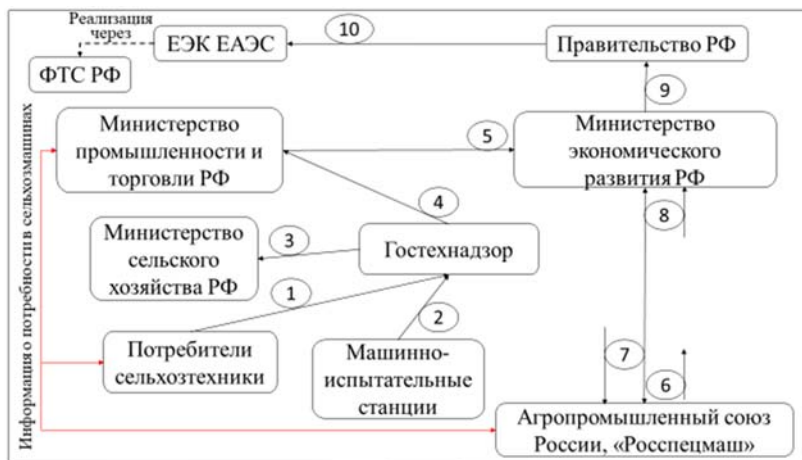 Реализация
через
ЕЭК ЕАЭС
10
Правительство РФ
ФТС РФ
9
Министерство
промышленности и
торговли РФ
5
Министерство
экономического
развития РФ
4
8
Министерство
сельского
хозяйства РФ
3
Гостехнадзор
1
2
Потребители
сельхозтехники
Машинно-
испытательные
станции
7
6
Агропромышленный союз
России, «Росспецмаш»
Информация о потребности в сельхозмашинах